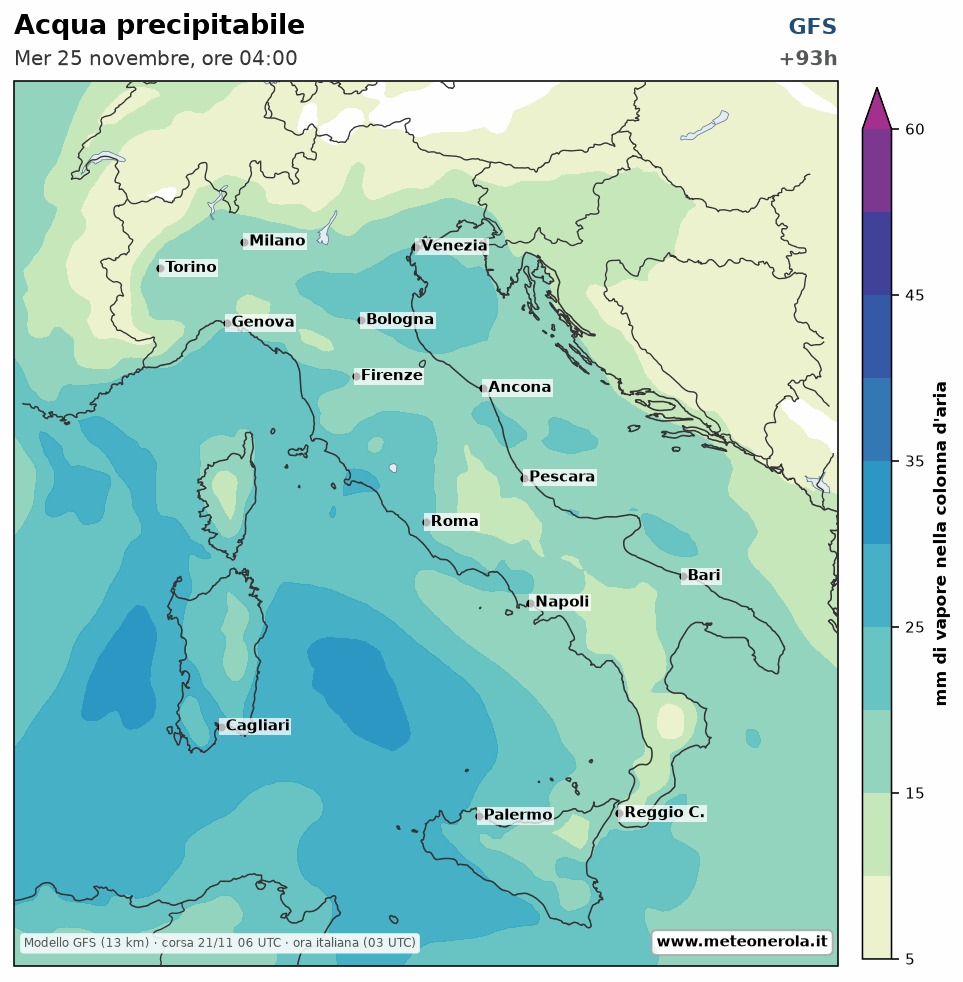 Acqua precipitabile
GFS
Mer 25 novembre, ore 04:00
+93h
60
45
35
25
15
5
mm di vapore nella colonna d'aria
Milano
Venezia
Torino
Genova
Bologna
Firenze
Ancona
Pescara
Roma
Bari
Napoli
Cagliari
Palermo
Reggio C.
Modello GFS (13 km) · corsa 21/11 06 UTC · ora italiana (03 UTC)
www.meteonerola.it